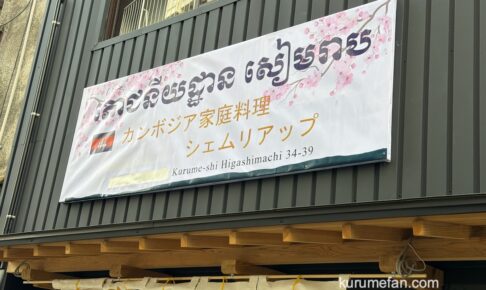 ភោជនីយដ្ឋាន សៀមរាប
カンボジア家庭料理
シェムリアップ
Kurume-shi Higashimachi 34-39
kurumefan.com